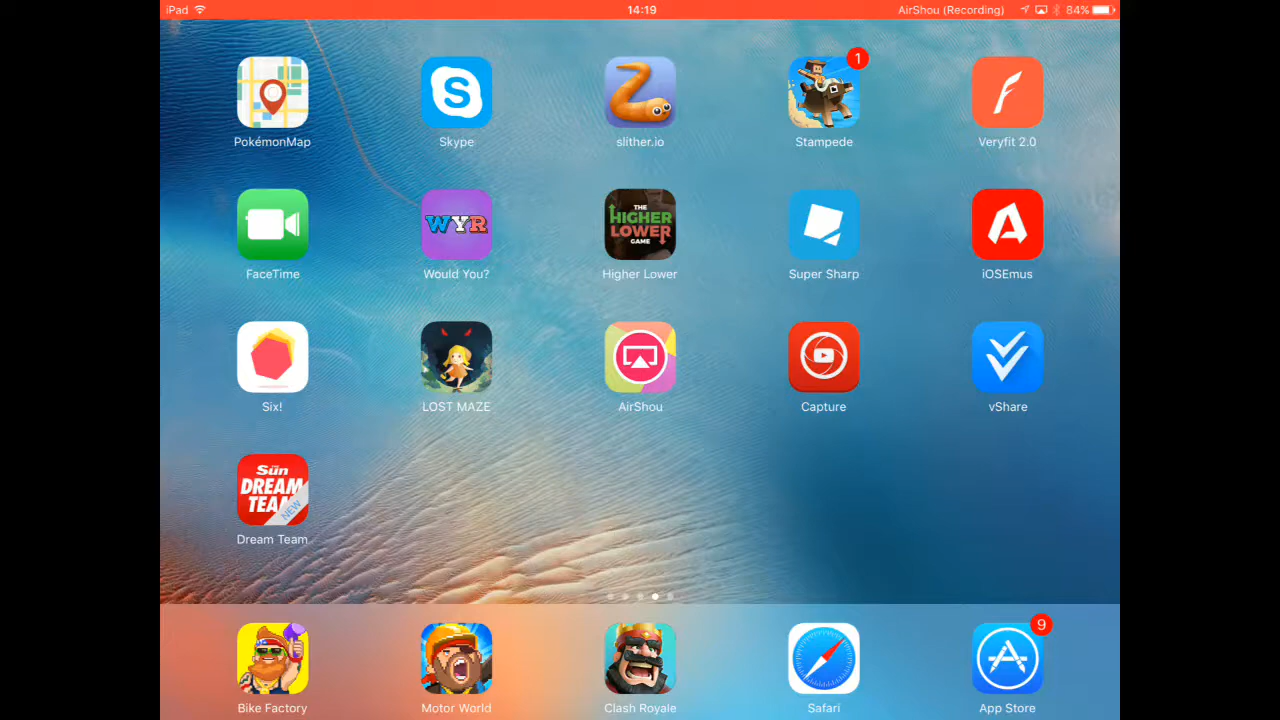 iPad
14:19
AirShou (Recording)
84%
1
PokémonMap
Skype
slither.io
Stampede
Veryfit 2.0
WYR
THE
HIGHER
LOWER
GAME
FaceTime
Would You?
Higher Lower
Super Sharp
iOSEmus
Six!
LOST MAZE
AirShou
Capture
vShare
The Sun
DREAM
TEAM
NEW
Dream Team
9
Bike Factory
Motor World
Clash Royale
Safari
App Store